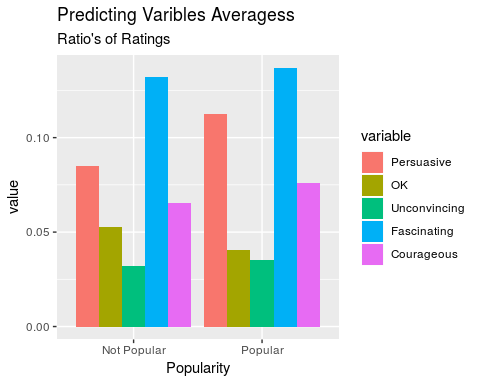 Predicting Varibles Averagess
Ratio's of Ratings
value
0.10
0.05
0.00
Not Popular
Popular
Popularity
variable
Persuasive
OK
Unconvincing
Fascinating
Courageous